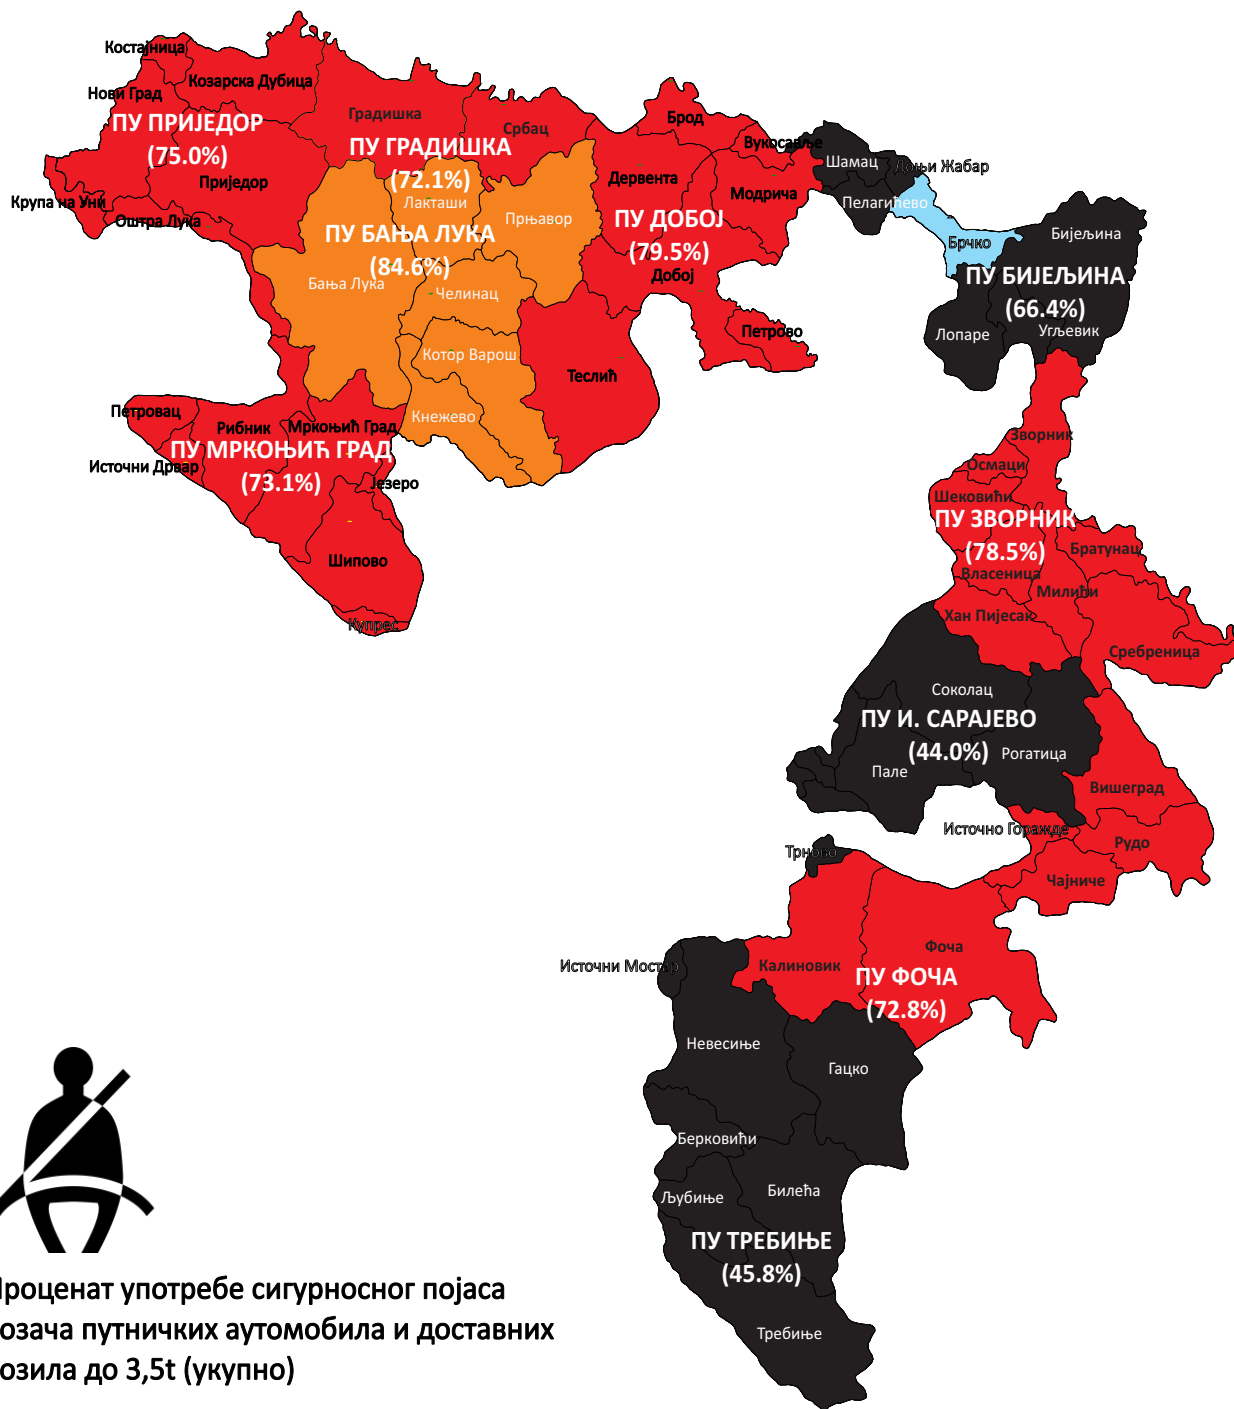 Костајница
Козарска Дубица
Нови Град
ПУ ПРИЈЕДОР
(75.0%)
Приједор
Крупа на Уни
Оштра Лука
Градишка
Србац
ПУ ГРАДИШКА
(72.1%)
Лакташи
Прњавор
ПУ БАЊА ЛУКА
(84.6%)
Бања Лука
Челинац
Котор Варош
Кнежево
Брод
Вукосавље
Дервента
Модрича
ПУ ДОБОЈ
(79.5%)
Добој
Петрово
Теслић
Шамац
Доњи Жабар
Пелагићево
Брчко
Бијељина
ПУ БИЈЕЉИНА
(66.4%)
Лопаре
Угљевик
Петровац
Рибник
Мркоњић Град
ПУ МРКОЊИЋ ГРАД
(73.1%)
Источни Дрвар
Језеро
Шипово
Купрес
Зворник
Осмаци
Шековићи
ПУ ЗВОРНИК
(78.5%)
Братунац
Власеница
Милићи
Хан Пијесак
Сребреница
Соколац
ПУ И. САРАЈЕВО
(44.0%)
Рогатица
Пале
Вишеград
Источно Горажде
Рудо
Трново
Чајниче
Фоча
Калиновик
ПУ ФОЧА
(72.8%)
Источни Мостар
Невесиње
Гацко
Берковићи
Љубиње
Билећа
ПУ ТРЕБИЊЕ
(45.8%)
Требиње
Проценат употребе сигурносног појаса
возача путничких аутомобила и доставних
возила до 3,5t (укупно)